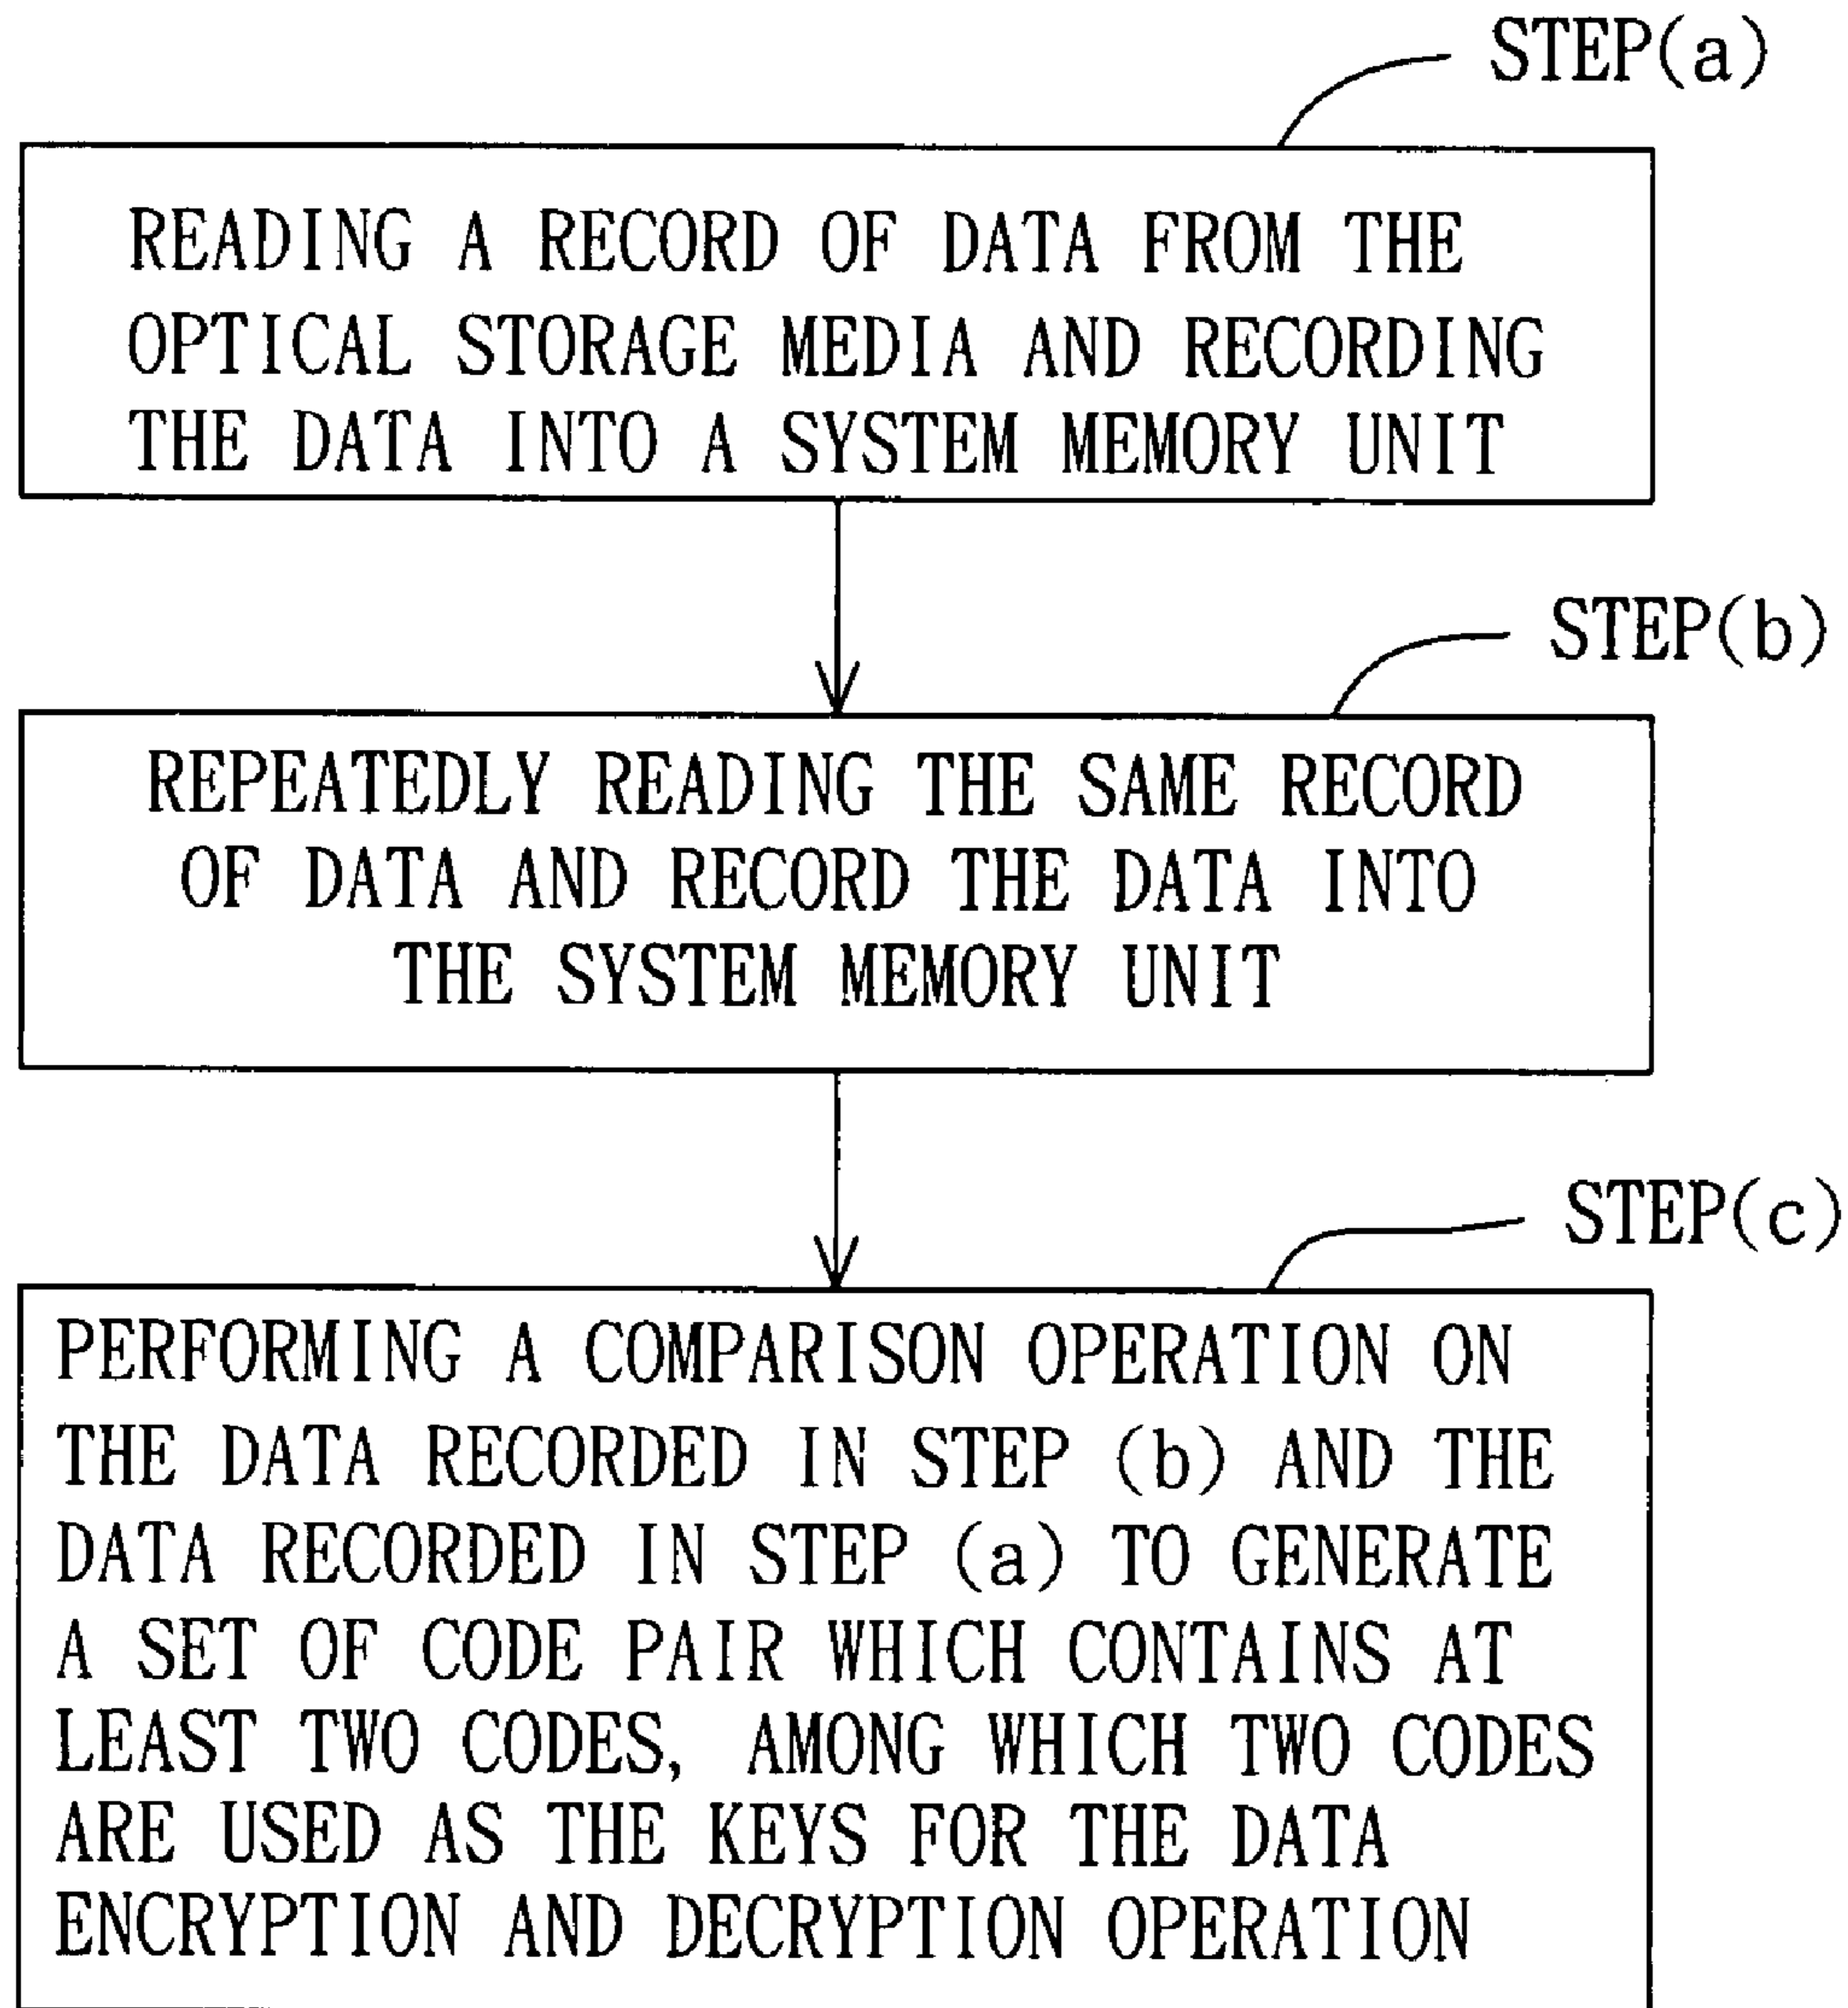 STEP(a)
READING A RECORD OF DATA FROM THE
OPTICAL STORAGE MEDIA AND RECORDING
THE DATA INTO A SYSTEM MEMORY UNIT
STEP(b)
REPEATEDLY READING THE SAME RECORD
OF DATA AND RECORD THE DATA INTO
THE SYSTEM MEMORY UNIT
STEP(c)
PERFORMING A COMPARISON OPERATION ON
THE DATA RECORDED IN STEP (b) AND THE
DATA RECORDED IN STEP (a) TO GENERATE
A SET OF CODE PAIR WHICH CONTAINS AT
LEAST TWO CODES, AMONG WHICH TWO CODES
ARE USED AS THE KEYS FOR THE DATA
ENCRYPTION AND DECRYPTION OPERATION